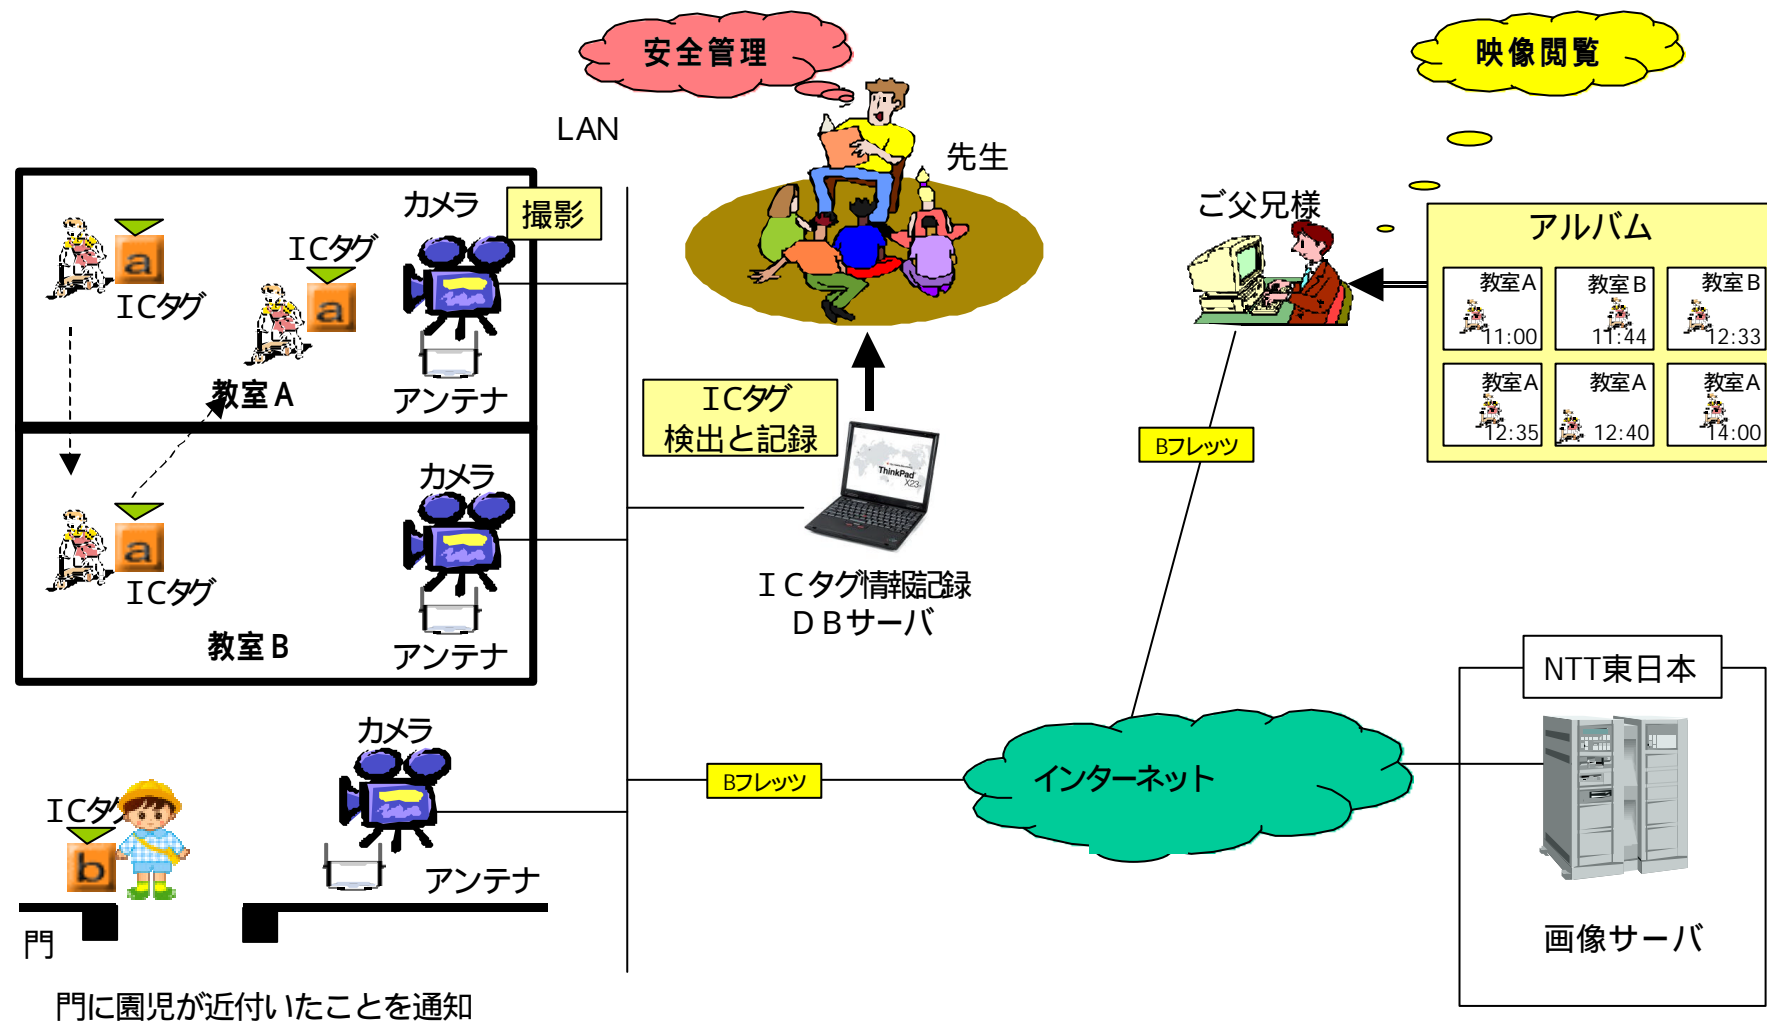 安全管理
映像閲覧
LAN
先生
カメラ
撮影
ご父兄様
アルバム
ICタグ
a
a
ICタグ
教室A
11:00
教室B
11:44
教室B
12:33
教室A
アンテナ
ICタグ
検出と記録
教室A
12:35
教室A
12:40
教室A
14:00
Bフレッツ
カメラ
ThinkPad
X23
a
ICタグ
ICタグ情報記録
DBサーバ
教室B
アンテナ
NTT東日本
カメラ
Bフレッツ
インターネット
ICタグ
b
アンテナ
門
画像サーバ
門に園児が近付いたことを通知